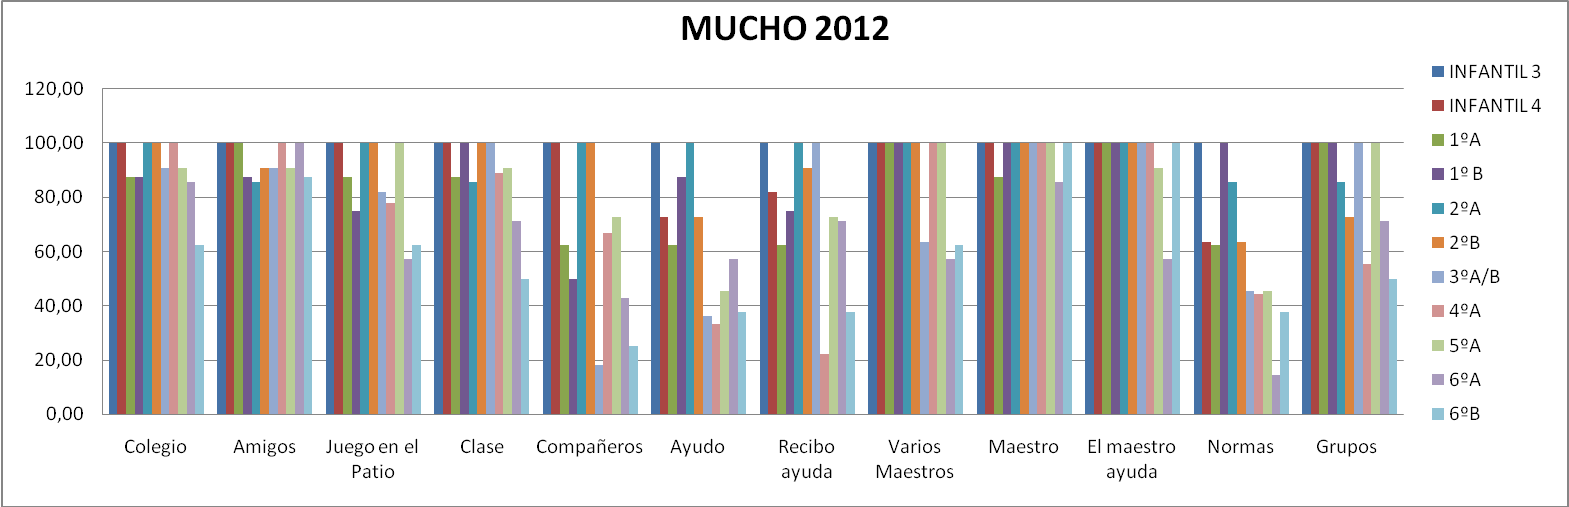 MUCHO 2012
120,00
100,00
80,00
60,00
40,00
20,00
0,00
Colegio
Amigos
Juego en el
Patio
Clase
Compañeros
Ayudo
Recibo
ayuda
Varios
Maestros
Maestro
El maestro
ayuda
Normas
Grupos
INFANTIL 3
INFANTIL 4
1ºA
1º B
2ºA
2ºB
3ºA/B
4ºA
5ºA
6ºA
6ºB